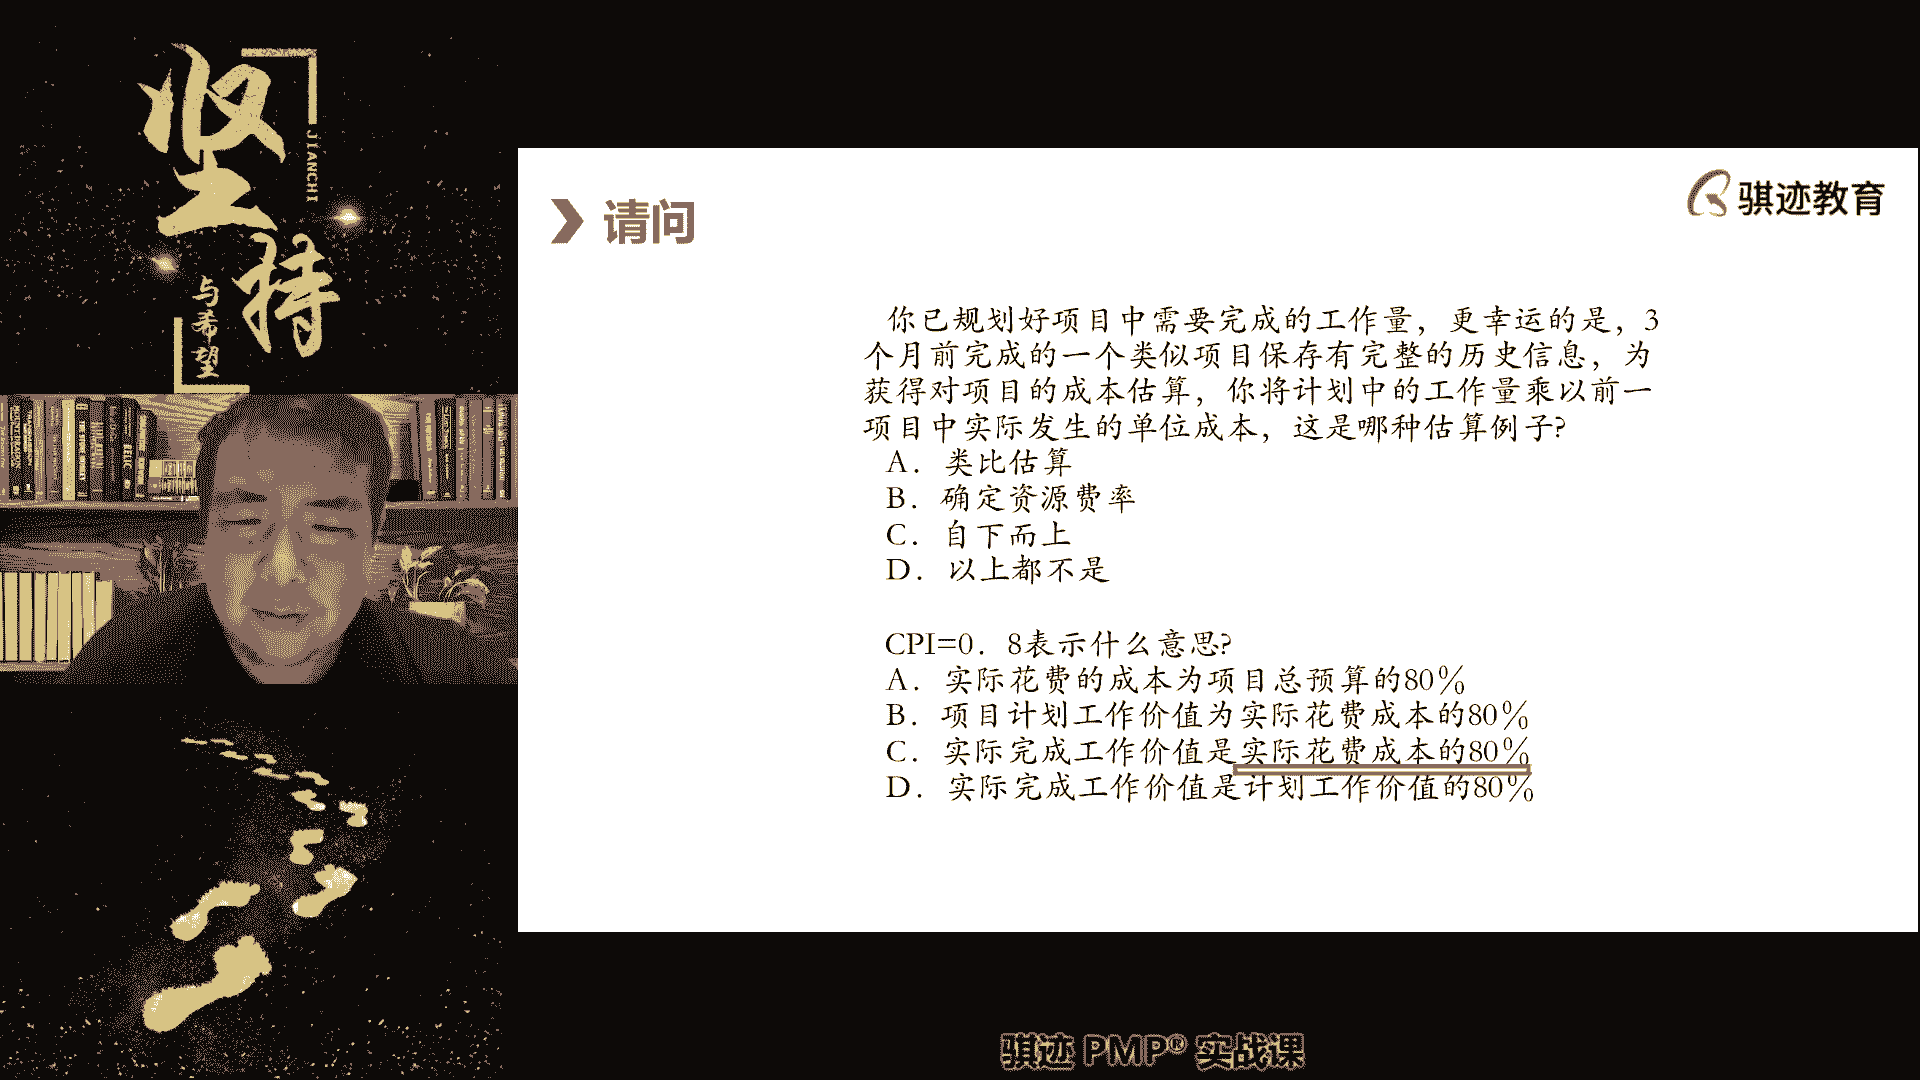 坚持
JIANCHI
与希望
请问
骐迹教育
你已规划好项目中需要完成的工作量，更幸运的是，3
个月前完成的一个类似项目保存有完整的历史信息，为
获得对项目的成本估算，你将计划中的工作量乘以前一
项目中实际发生的单位成本，这是哪种估算例子?
A．类比估算
B．确定资源费率
C．自下而上
D．以上都不是
CPI=0．8表示什么意思?
A．实际花费的成本为项目总预算的80%
B．项目计划工作价值为实际花费成本的80%
C．实际完成工作价值是实际花费成本的80%
D．实际完成工作价值是计划工作价值的80%
骐迹 PMP® 实战课